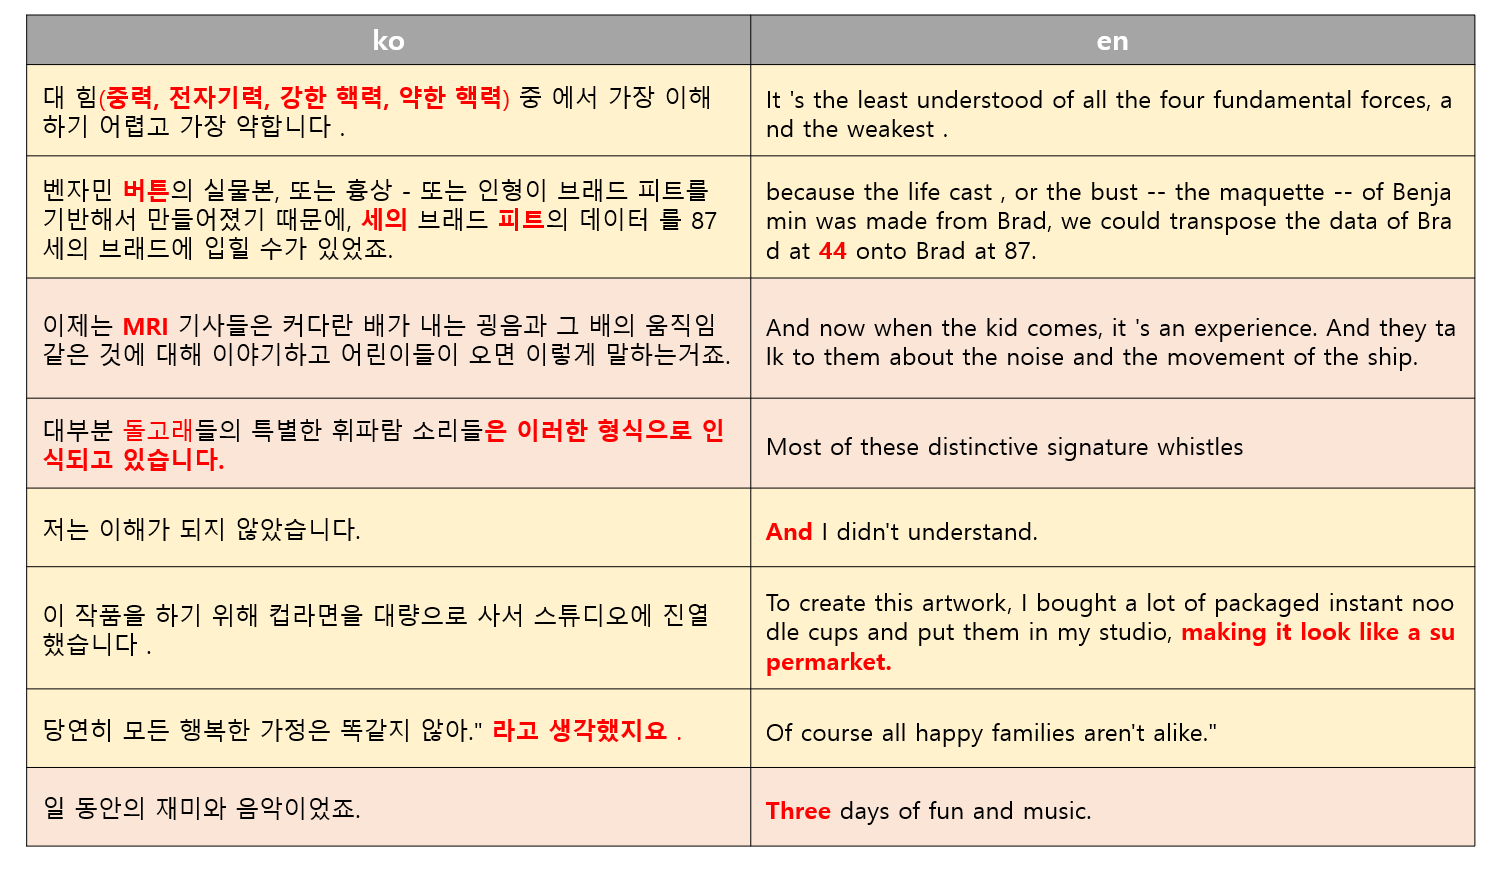 ko
en
대 힘(중력, 전자기력, 강한 핵력, 약한 핵력) 중 에서 가장 이해
하기 어렵고 가장 약합니다 .
It 's the least understood of all the four fundamental forces, a
nd the weakest .
벤자민 버튼의 실물본, 또는 흉상 - 또는 인형이 브래드 피트를
기반해서 만들어졌기 때문에, 세의 브래드 피트의 데이터 를 87
세의 브래드에 입힐 수가 있었죠.
because the life cast , or the bust -- the maquette -- of Benja
min was made from Brad, we could transpose the data of Bra
d at 44 onto Brad at 87.
이제는 MRI 기사들은 커다란 배가 내는 굉음과 그 배의 움직임
같은 것에 대해 이야기하고 어린이들이 오면 이렇게 말하는거죠.
And now when the kid comes, it 's an experience. And they ta
lk to them about the noise and the movement of the ship.
대부분 돌고래들의 특별한 휘파람 소리들은 이러한 형식으로 인
식되고 있습니다.
Most of these distinctive signature whistles
저는 이해가 되지 않았습니다.
And I didn't understand.
이 작품을 하기 위해 컵라면을 대량으로 사서 스튜디오에 진열
했습니다 .
To create this artwork, I bought a lot of packaged instant noo
dle cups and put them in my studio, making it look like a su
permarket.
당연히 모든 행복한 가정은 똑같지 않아." 라고 생각했지요 .
Of course all happy families aren't alike."
일 동안의 재미와 음악이었죠.
Three days of fun and music.